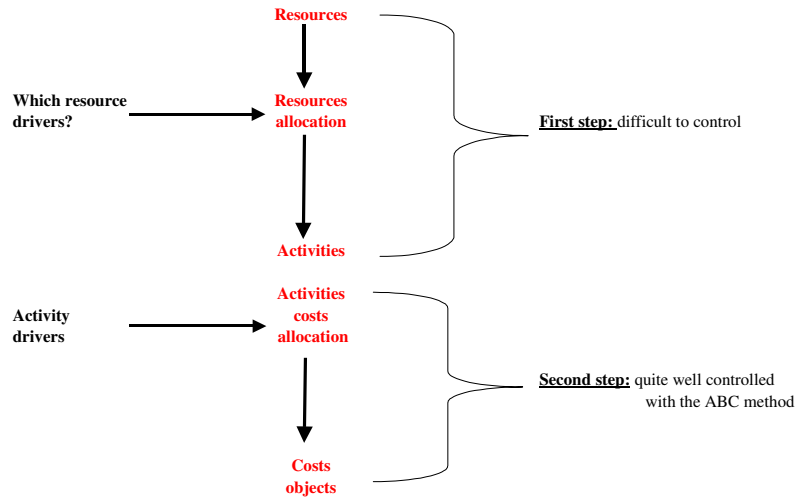 Resources
Which resource
drivers?
Resources
allocation
First step: difficult to control
Activities
Activity
drivers
Activities
costs
allocation
Second step: quite well controlled
with the ABC method
Costs
objects